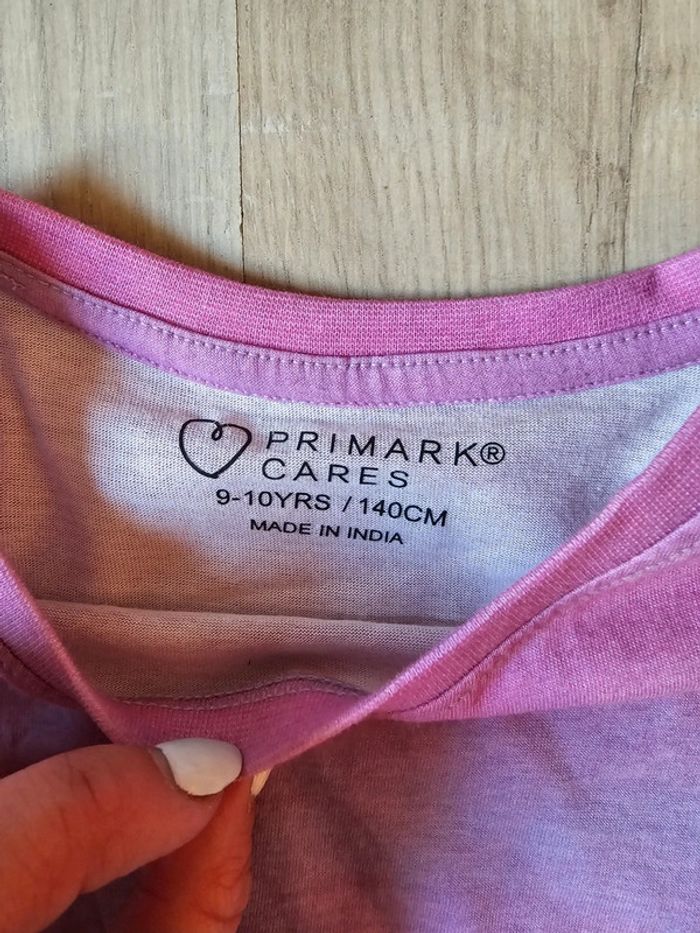 PRIMARK®
CARES
9-10YRS / 140CM
MADE IN INDIA